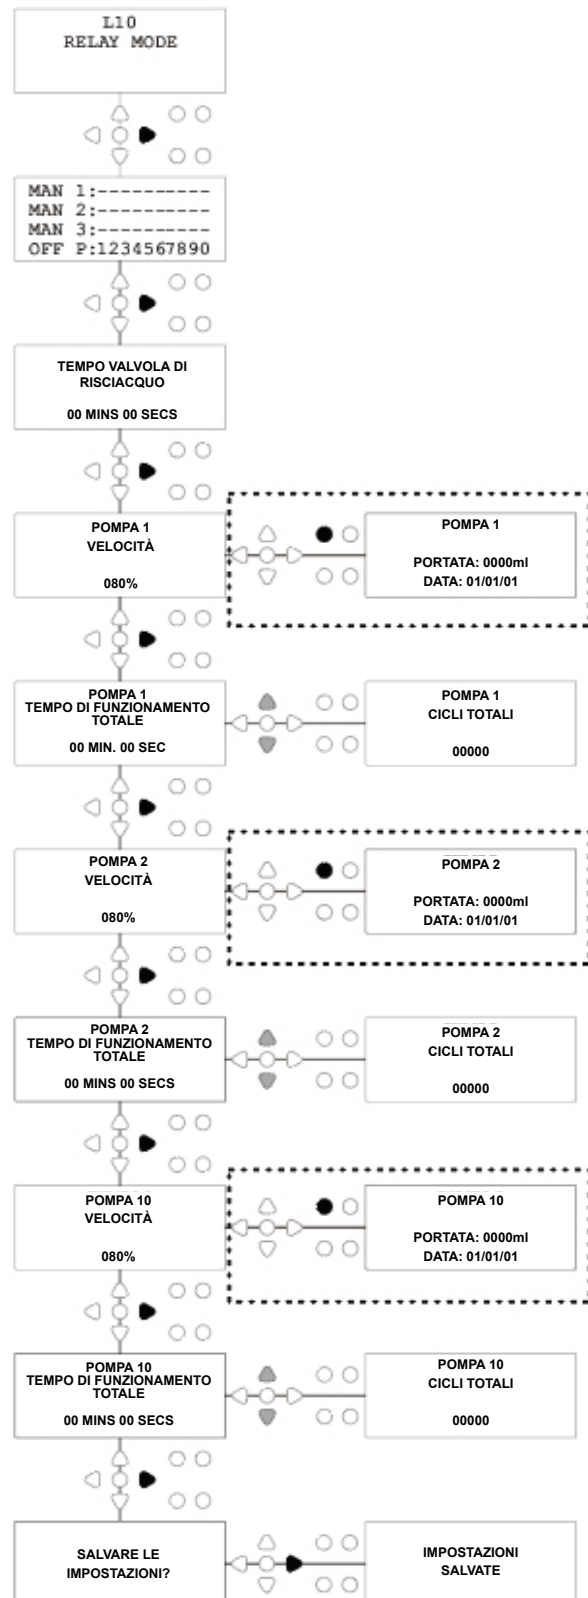 L10
RELAY MODE
MAN 1:----------
MAN 2:----------
MAN 3:----------
OFF P:1234567890
TEMPO VALVOLA DI
RISCIACQUO
00 MINS 00 SECS
POMPA 1
VELOCITÀ
080%
POMPA 1
PORTATA: 0000ml
DATA: 01/01/01
POMPA 1
TEMPO DI FUNZIONAMENTO
TOTALE
00 MIN. 00 SEC
POMPA 1
CICLI TOTALI
00000
POMPA 2
VELOCITÀ
080%
POMPA 2
PORTATA: 0000ml
DATA: 01/01/01
POMPA 2
TEMPO DI FUNZIONAMENTO
TOTALE
00 MINS 00 SECS
POMPA 2
CICLI TOTALI
00000
POMPA 10
VELOCITÀ
080%
POMPA 10
PORTATA: 0000ml
DATA: 01/01/01
POMPA 10
TEMPO DI FUNZIONAMENTO
TOTALE
00 MINS 00 SECS
POMPA 10
CICLI TOTALI
00000
SALVARE LE
IMPOSTAZIONI?
IMPOSTAZIONI
SALVATE